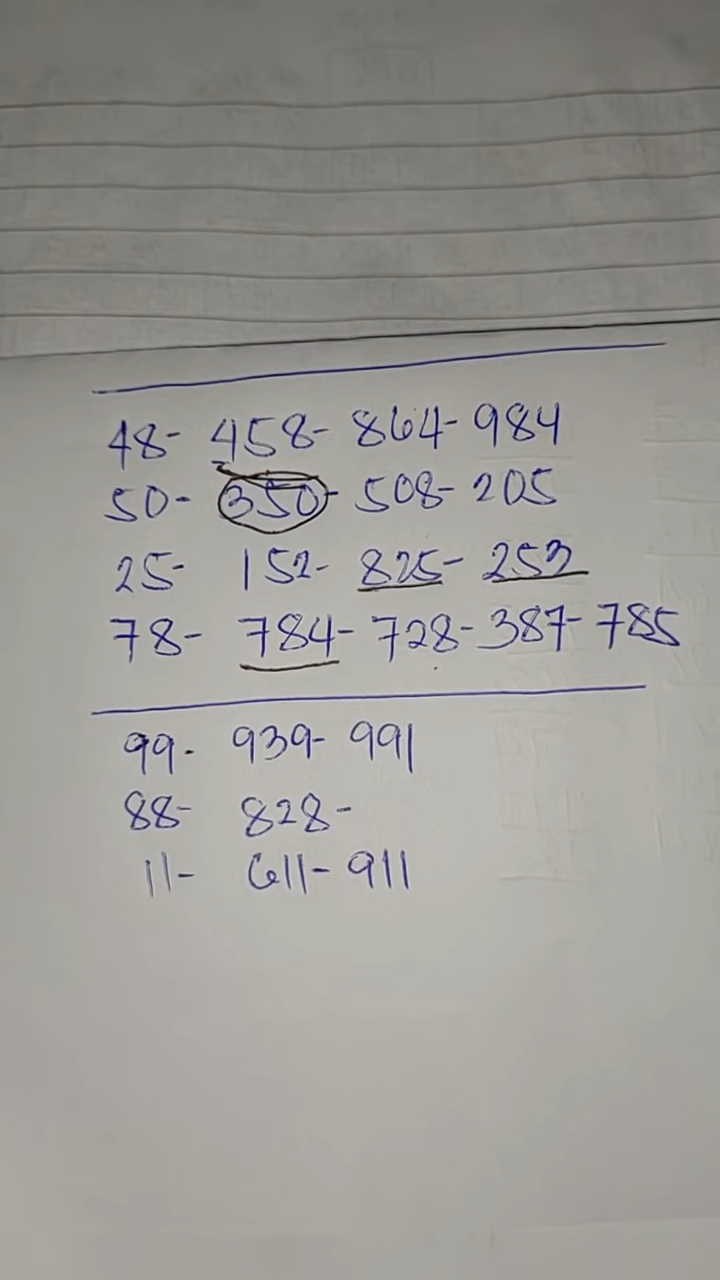 48- 458- 864- 984
50- 350- 508- 205
25- 152- 825- 253
78- 784- 728- 387- 785
99- 939- 991
88- 828-
11- 611- 911